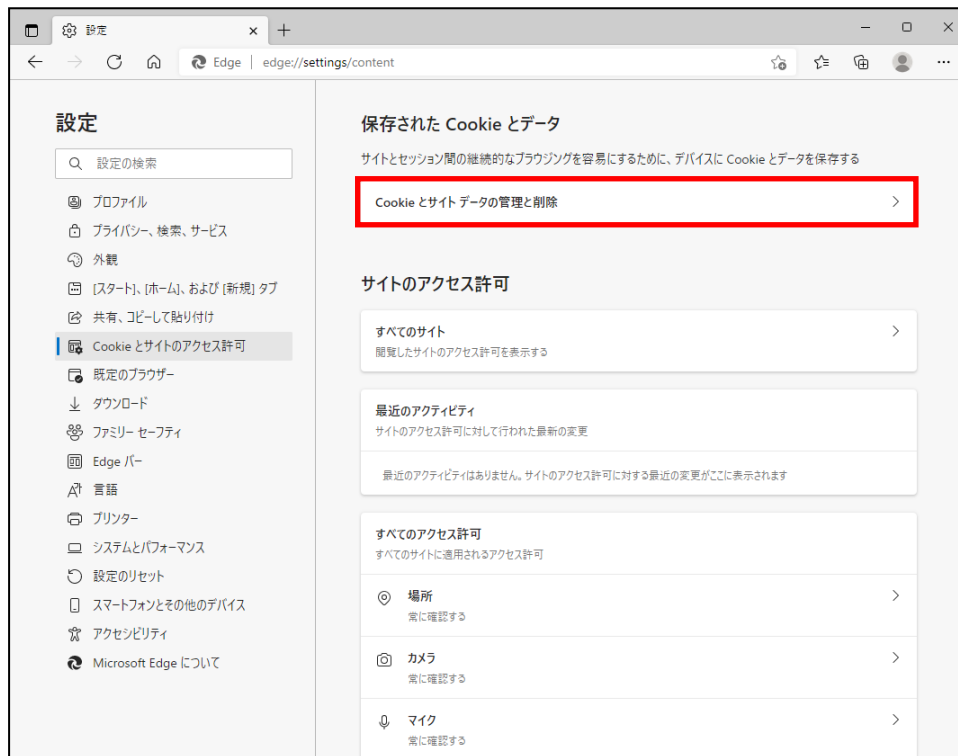 設定
Edge edge://settings/content
設定
設定の検索
プロファイル
プライバシー、検索、サービス
外観
[スタート]、[ホーム]、および [新規] タブ
共有、コピーして貼り付け
Cookie とサイトのアクセス許可
既定のブラウザー
ダウンロード
ファミリー セーフティ
Edge バー
言語
プリンター
システムとパフォーマンス
設定のリセット
スマートフォンとその他のデバイス
アクセシビリティ
Microsoft Edge について
保存された Cookie とデータ
サイトとセッション間の継続的なブラウジングを容易にするために、デバイスに Cookie とデータを保存する
Cookie とサイト データの管理と削除
サイトのアクセス許可
すべてのサイト
閲覧したサイトのアクセス許可を表示する
最近のアクティビティ
サイトのアクセス許可に対して行われた最新の変更
最近のアクティビティはありません。サイトのアクセス許可に対する最近の変更がここに表示されます
すべてのアクセス許可
すべてのサイトに適用されるアクセス許可
場所
常に確認する
カメラ
常に確認する
マイク
常に確認する